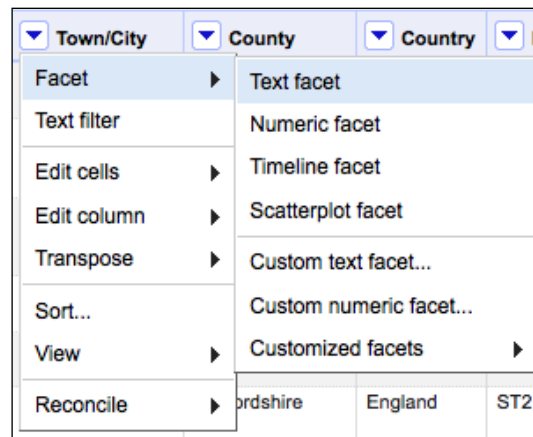 Town/City County Country
Facet
Text filter
Edit cells
Edit column
Transpose
Sort...
View
Reconcile
Text facet
Numeric facet
Timeline facet
Scatterplot facet
Custom text facet...
Custom numeric facet...
Customized facets
ordshire England ST2